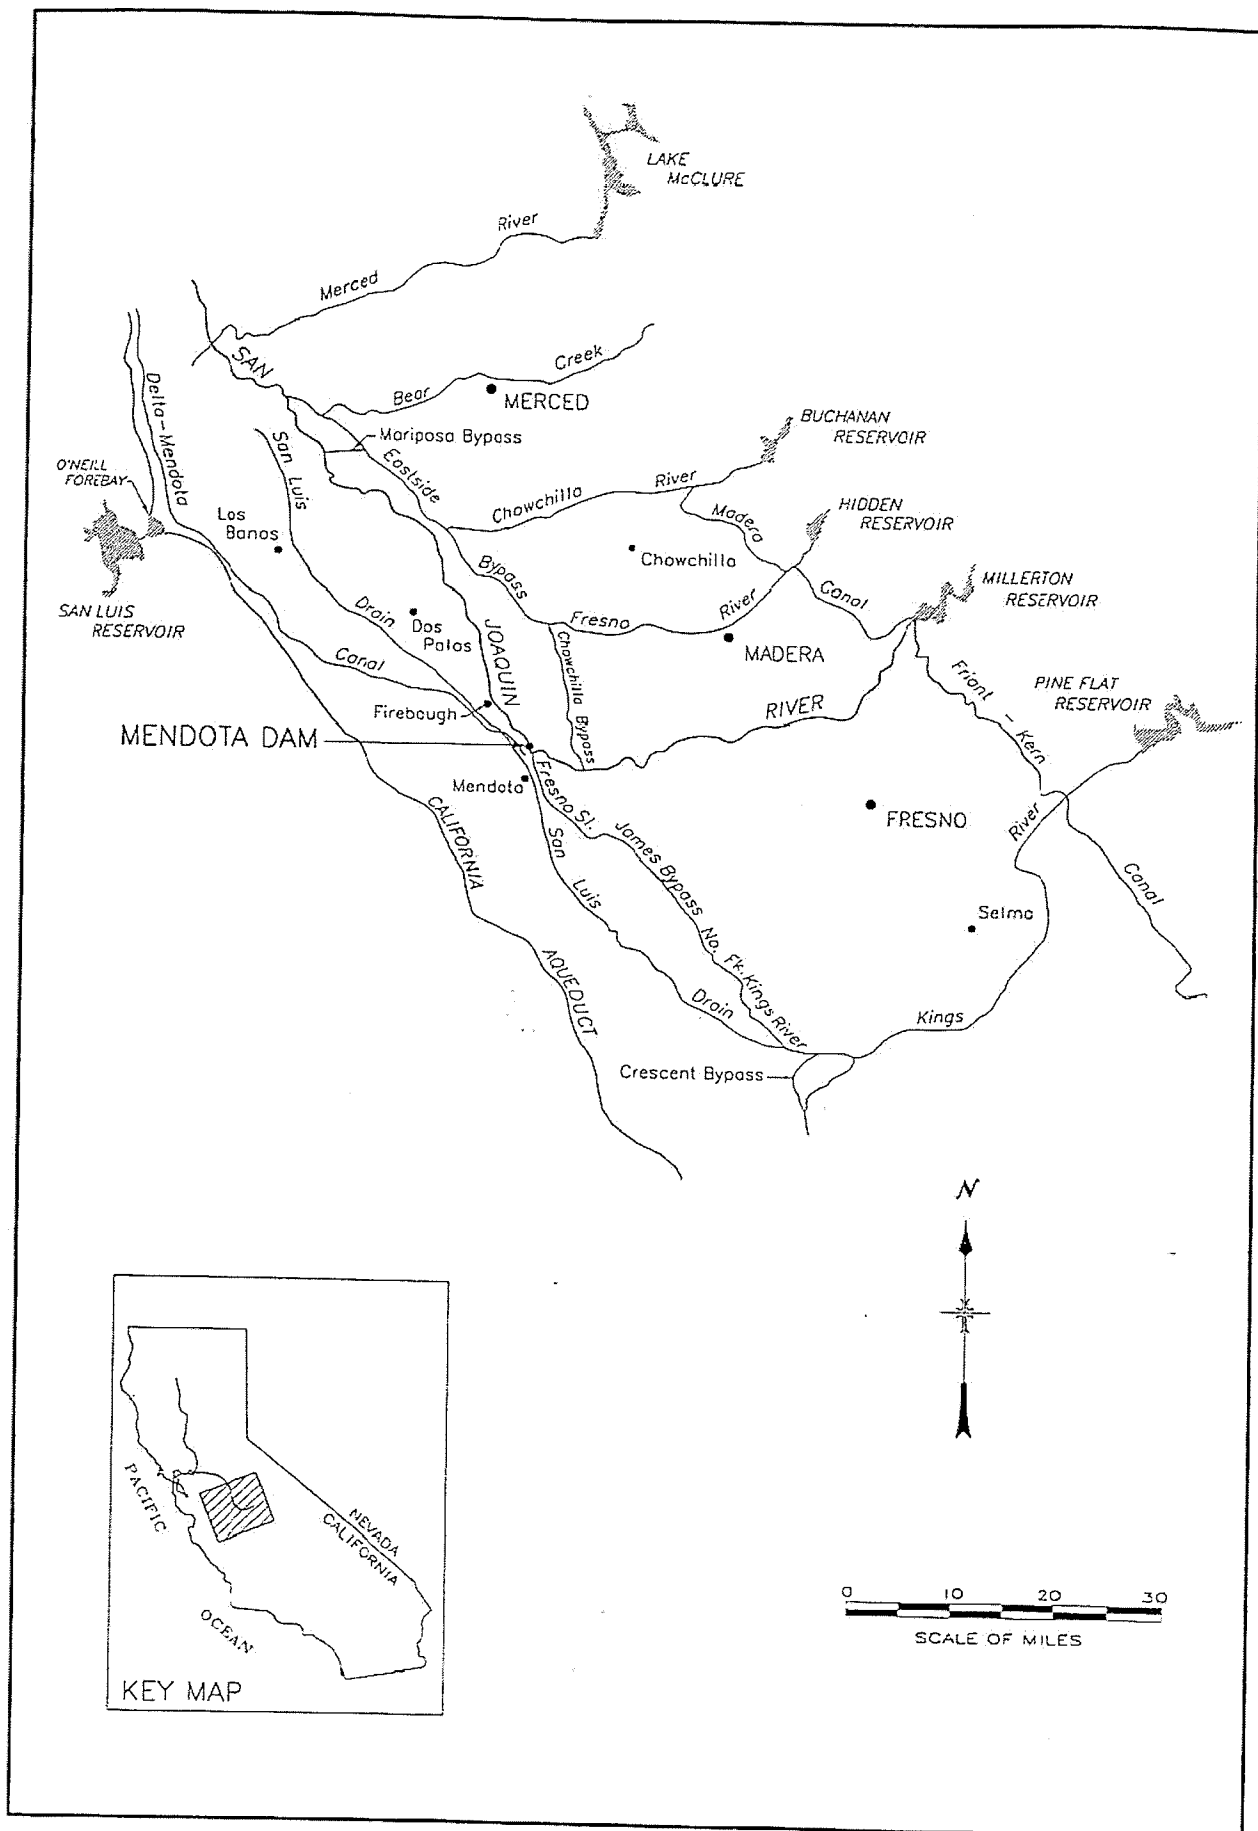 LAKE
McCLURE
River
Merced
SAN
Creek
Bear
MERCED
Delta-Mendota
Mariposa Bypass
BUCHANAN
RESERVOIR
San Luis
Eastside
O'NEILL
FOREBAY
River
Chowchilla
Los
Banos
Madera
HIDDEN
RESERVOIR
Chowchilla
Bypass
MILLERTON
RESERVOIR
SAN LUIS
RESERVOIR
Drain
Dos
Palos
Fresno
River
Canal
MADERA
JOAQUIN
Chowchilla Bypass
Canal
Friant - Kern
PINE FLAT
RESERVOIR
Firebaugh
RIVER
MENDOTA DAM
Mendota
Fresno Sl.
CALIFORNIA
FRESNO
River
San
Luis
James Bypass
Canal
Selma
No. Fk. Kings River
AQUEDUCT
Drain
Kings
Crescent Bypass
N
PACIFIC
NEVADA
CALIFORNIA
OCEAN
KEY MAP
0 10 20 30
SCALE OF MILES